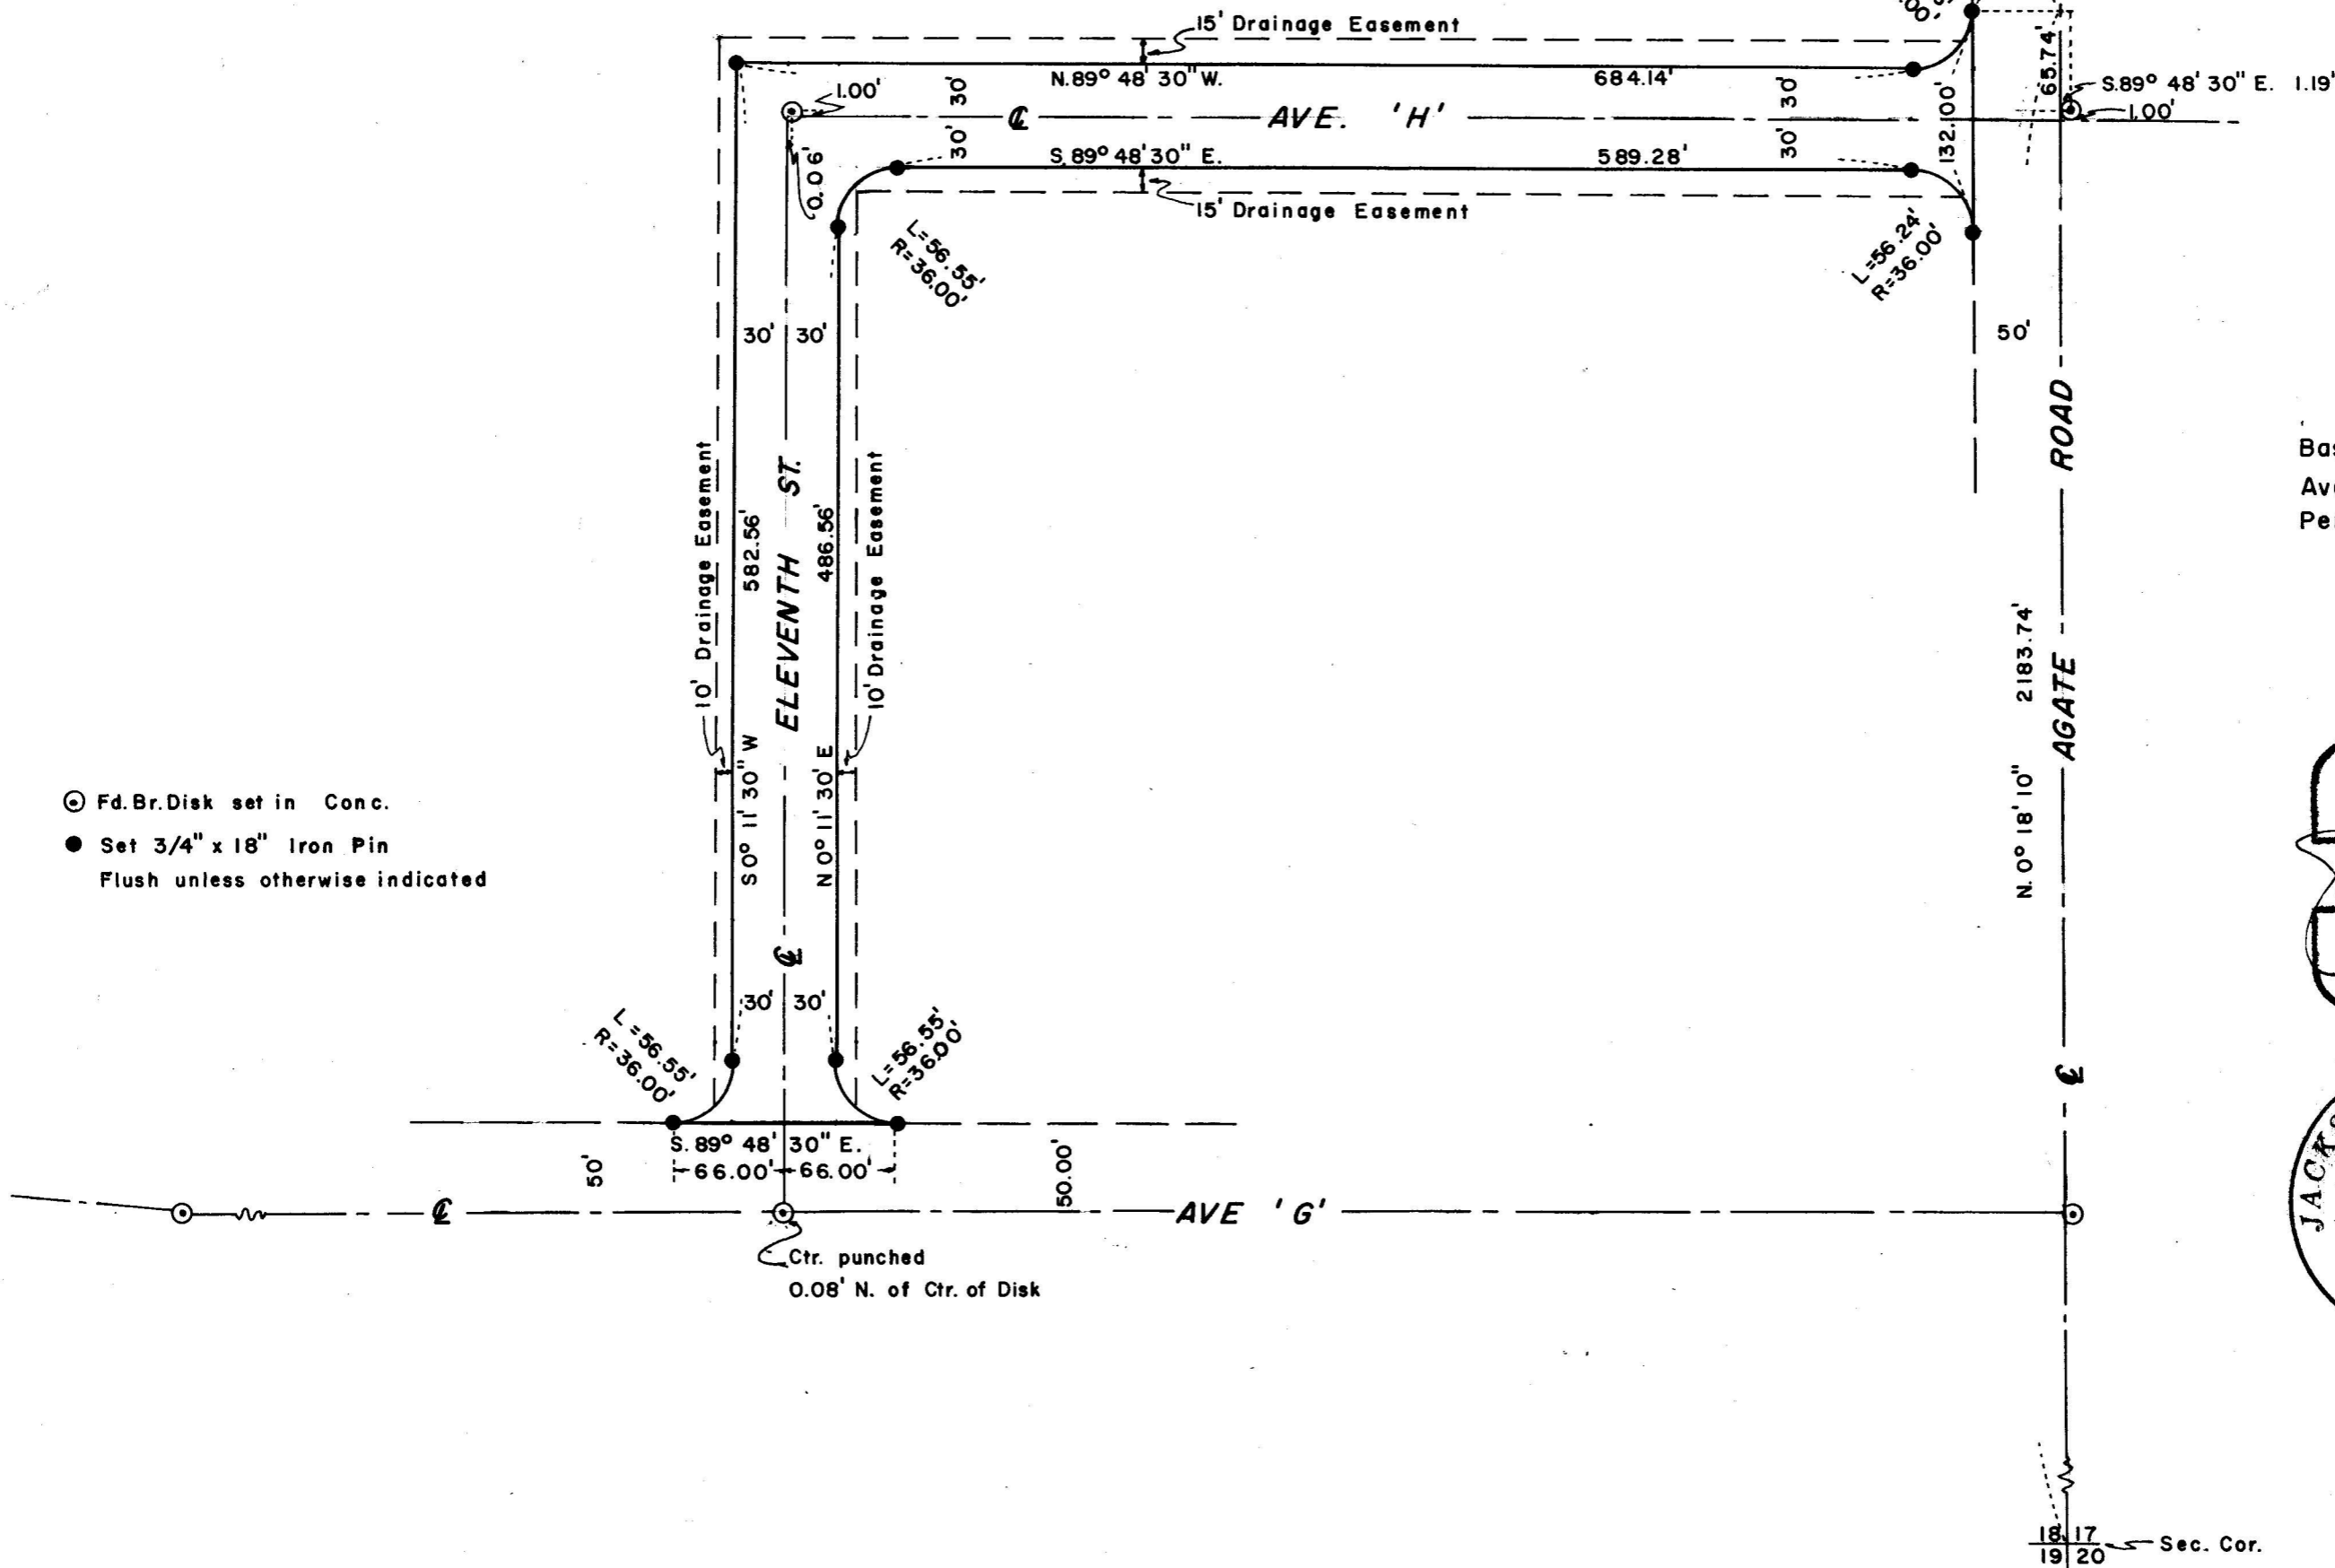 15' Drainage Easement
N.89° 48' 30" W.
684.14'
30'
30'
1.00'
℄
AVE. 'H'
65.74'
S.89° 48' 30" E. 1.19'
1.00'
132.00'
30'
30'
0.06'
S.89° 48' 30" E.
589.28'
15' Drainage Easement
L=56.55'
R=36.00'
L=56.24'
R=36.00'
30'
30'
50'
10' Drainage Easement
582.56'
S 0° 11' 30" W
ELEVENTH ST.
℄
486.56'
N 0° 11' 30' E
10' Drainage Easement
AGATE ROAD
2183.74'
N. 0° 18' 10"
℄
Bas
Ave
Pe
⊙ Fd. Br. Disk set in Conc.
● Set 3/4" x 18" Iron Pin
Flush unless otherwise indicated
30'
30'
L=56.55'
R=36.00'
L=56.55'
R=36.00'
S. 89° 48' 30" E.
66.00'
66.00'
50'
50.00'
℄
AVE 'G'
Ctr. punched
0.08' N. of Ctr. of Disk
18 17
19 20
Sec. Cor.